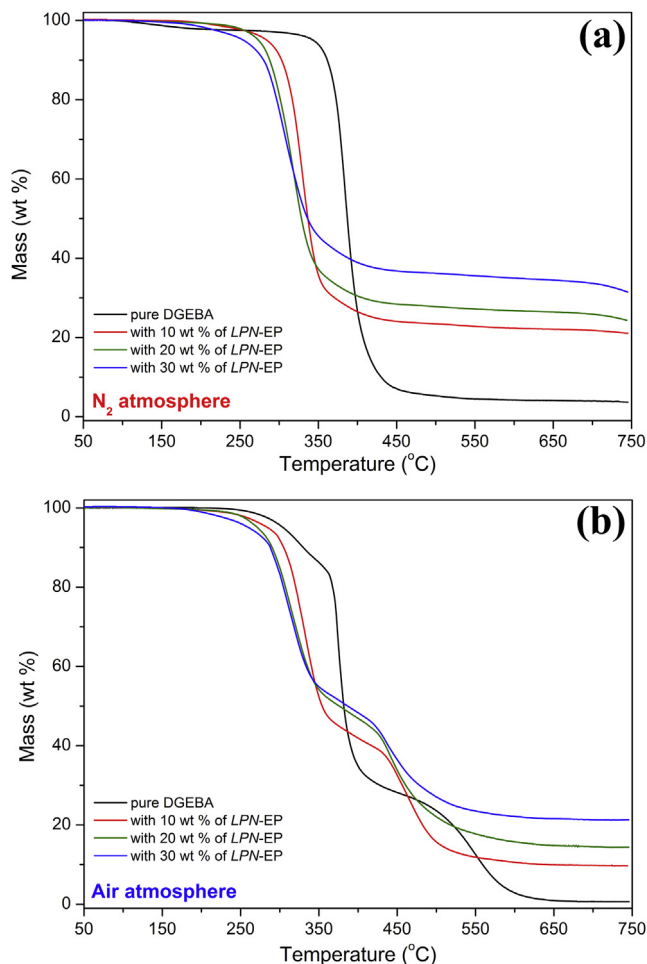 (a)
100
80
60
40
20
0
Mass (wt %)
pure DGEBA
with 10 wt % of LPN-EP
with 20 wt % of LPN-EP
with 30 wt % of LPN-EP
N₂ atmosphere
50 150 250 350 450 550 650 750
Temperature (°C)
(b)
100
80
60
40
20
0
Mass (wt %)
pure DGEBA
with 10 wt % of LPN-EP
with 20 wt % of LPN-EP
with 30 wt % of LPN-EP
Air atmosphere
50 150 250 350 450 550 650 750
Temperature (°C)